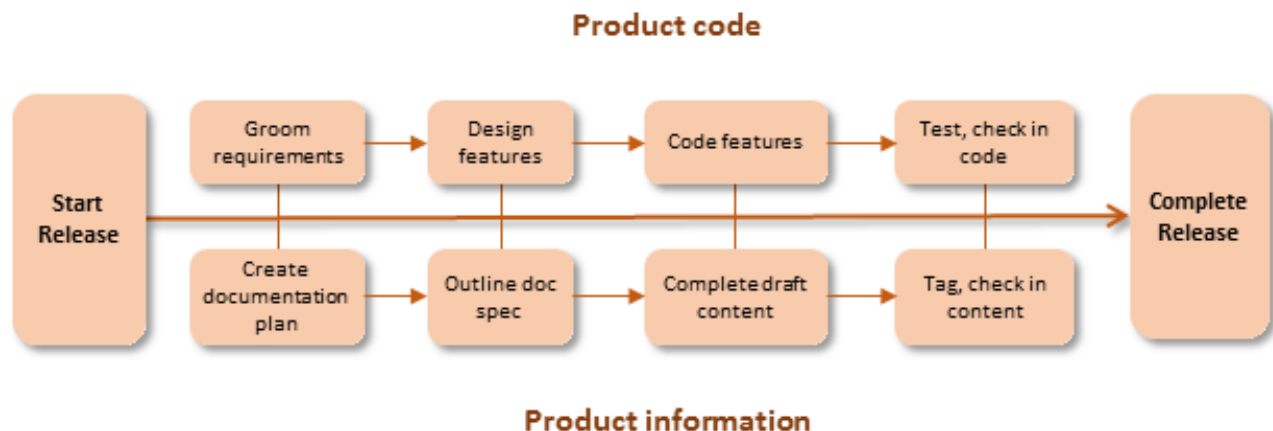 Product code
Start
Release
Groom
requirements
Design
features
Code features
Test, check in
code
Create
documentation
plan
Outline doc
spec
Complete draft
content
Tag, check in
content
Complete
Release
Product information